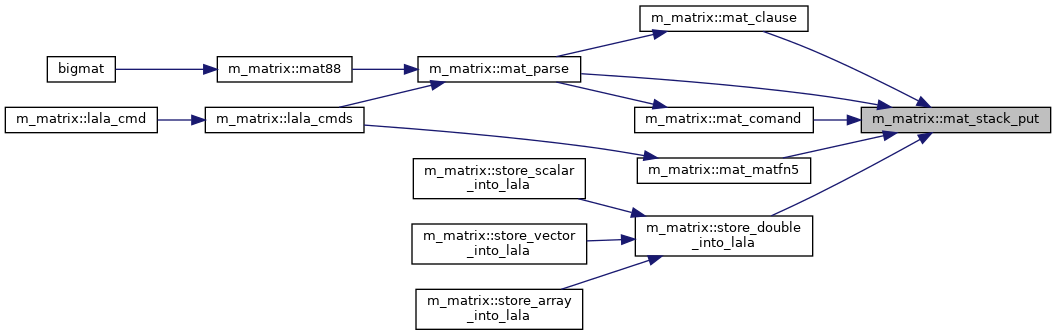 m_matrix::mat_clause
bigmat
m_matrix::mat88
m_matrix::mat_parse
m_matrix::lala_cmd
m_matrix::lala_cmds
m_matrix::mat_comand
m_matrix::mat_stack_put
m_matrix::mat_matfn5
m_matrix::store_scalar
_into_lala
m_matrix::store_vector
_into_lala
m_matrix::store_double
_into_lala
m_matrix::store_array
_into_lala